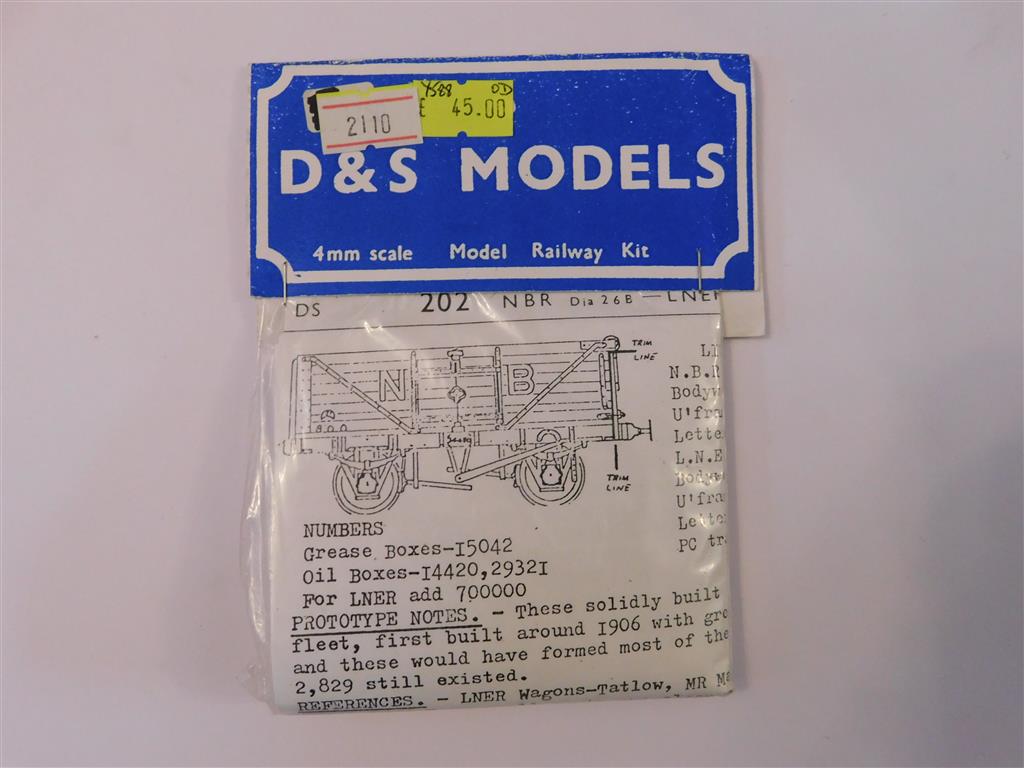 Y588 OD
£ 45.00
2110
D&S MODELS
4mm scale Model Railway Kit
DS 202 NBR Dia 26B — LNER
TRIM
LINE
N B
TRIM
LINE
N.B.R
U'fra
Lette
L.N.E
Bodyw
U'fra
Lette
PC tr
NUMBERS
Grease Boxes-I5042
Oil Boxes-I4420,2932I
For LNER add 700000
PROTOTYPE NOTES. - These solidly built
fleet, first built around I906 with gre
and these would have formed most of the
2,829 still existed.
REFERENCES. - LNER Wagons-Tatlow, MR Ma